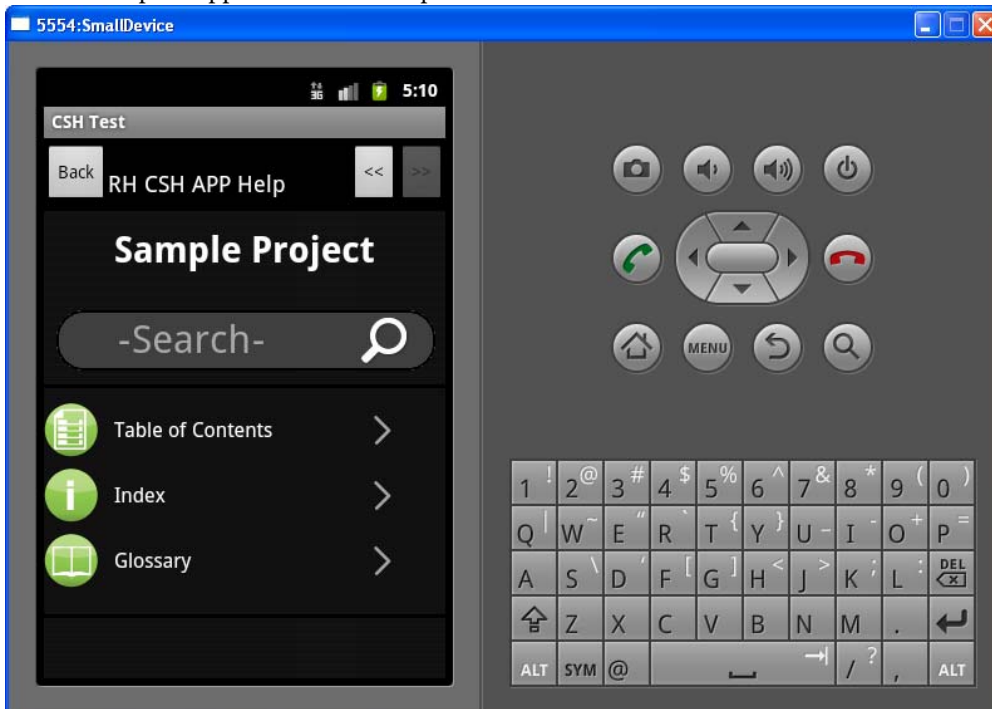 5554:SmallDevice
3G 5:10
CSH Test
Back RH CSH APP Help << >>
Sample Project
-Search-
Table of Contents
Index
Glossary
MENU
1 ! 2 @ 3 # 4 $ 5 % 6 ^ 7 & 8 * 9 ( 0 )
Q | W ~ E " R ` T { Y } U _ I - O + P =
A S \ D ' F [ G ] H < J > K ; L : DEL
Z X C V B N M .
ALT SYM @ / ? , ALT